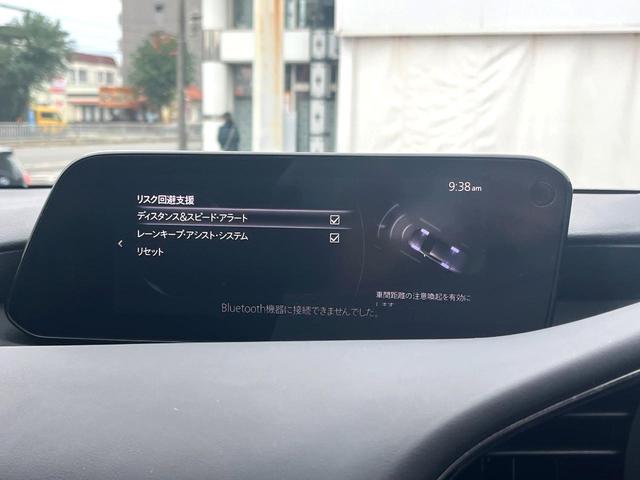 9:38am
リスク回避支援
ディスタンス&スピード・アラート
レーンキープ・アシスト・システム
リセット
車間距離の注意喚起を有効に
します
Bluetooth機器に接続できませんでした。